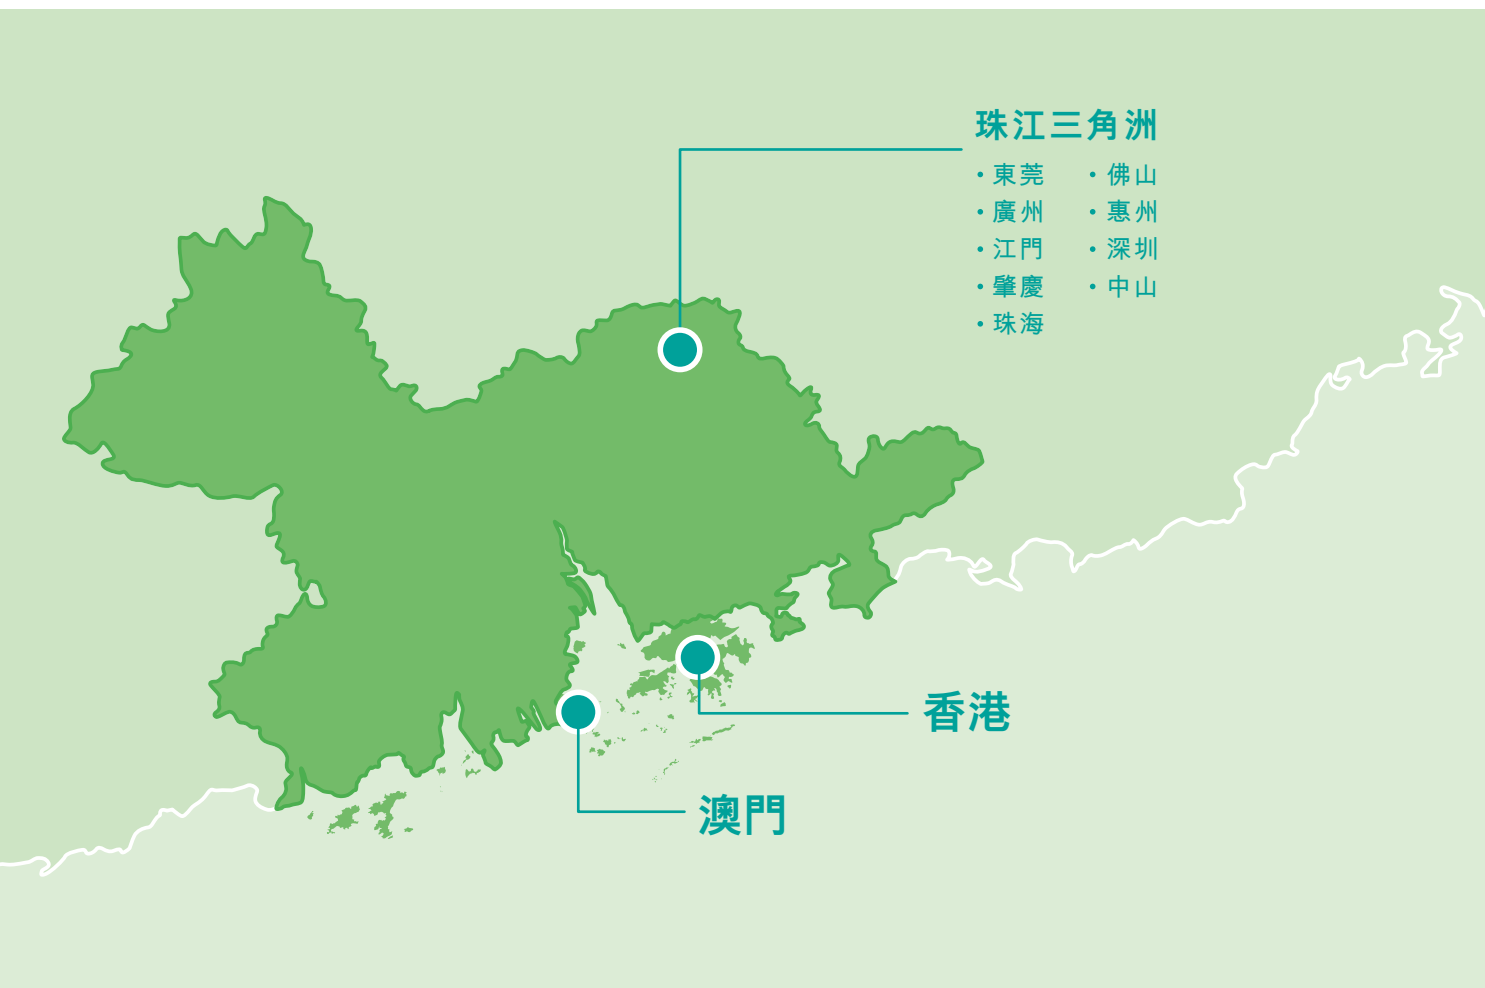 珠江三角洲
・東莞 ・佛山
・廣州 ・惠州
・江門 ・深圳
・肇慶 ・中山
・珠海
香港
澳門